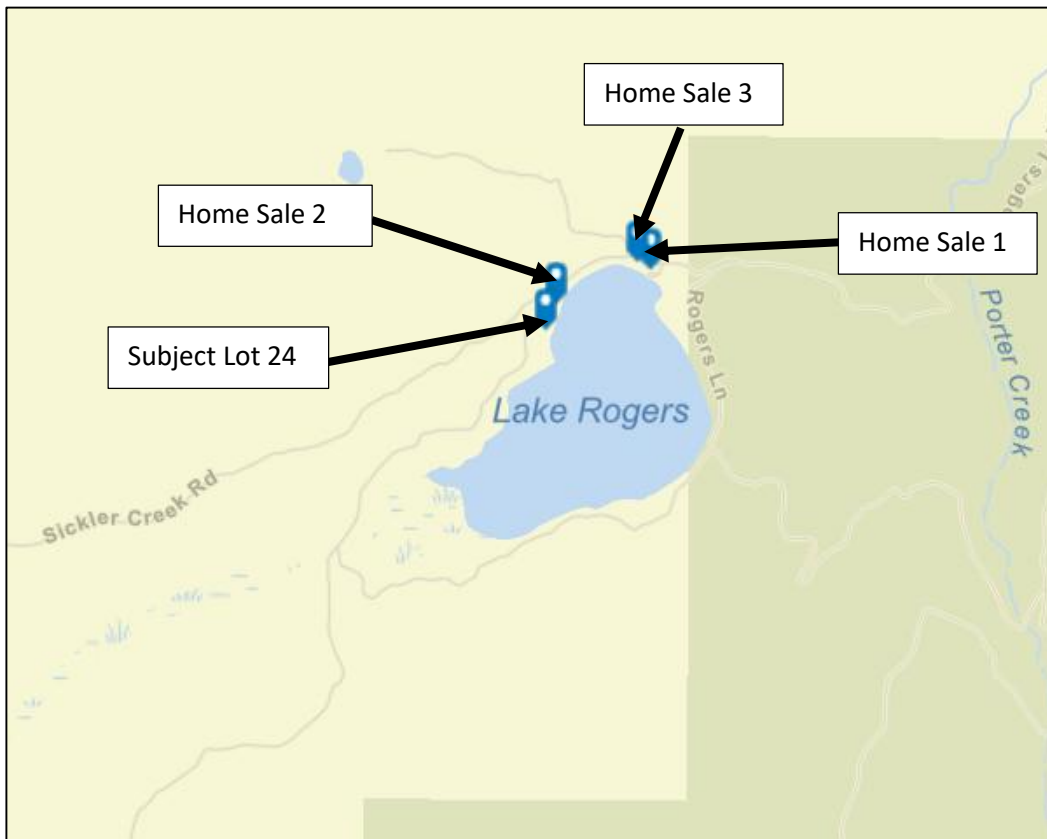 Home Sale 3
Home Sale 2
Home Sale 1
Subject Lot 24
Rogers Ln
Porter Creek
Lake Rogers
Sickler Creek Rd